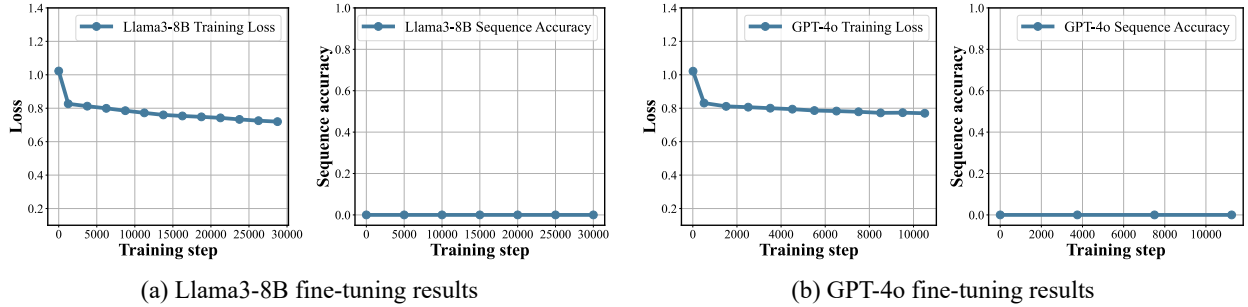 Llama3-8B Training Loss
Loss
1.4
1.2
1.0
0.8
0.6
0.4
0.2
0 5000 10000 15000 20000 25000 30000
Training step
Llama3-8B Sequence Accuracy
Sequence accuracy
1.0
0.8
0.6
0.4
0.2
0.0
0 5000 10000 15000 20000 25000 30000
Training step
(a) Llama3-8B fine-tuning results
GPT-4o Training Loss
Loss
1.4
1.2
1.0
0.8
0.6
0.4
0.2
0 2000 4000 6000 8000 10000
Training step
GPT-4o Sequence Accuracy
Sequence accuracy
1.0
0.8
0.6
0.4
0.2
0.0
0 2000 4000 6000 8000 10000
Training step
(b) GPT-4o fine-tuning results